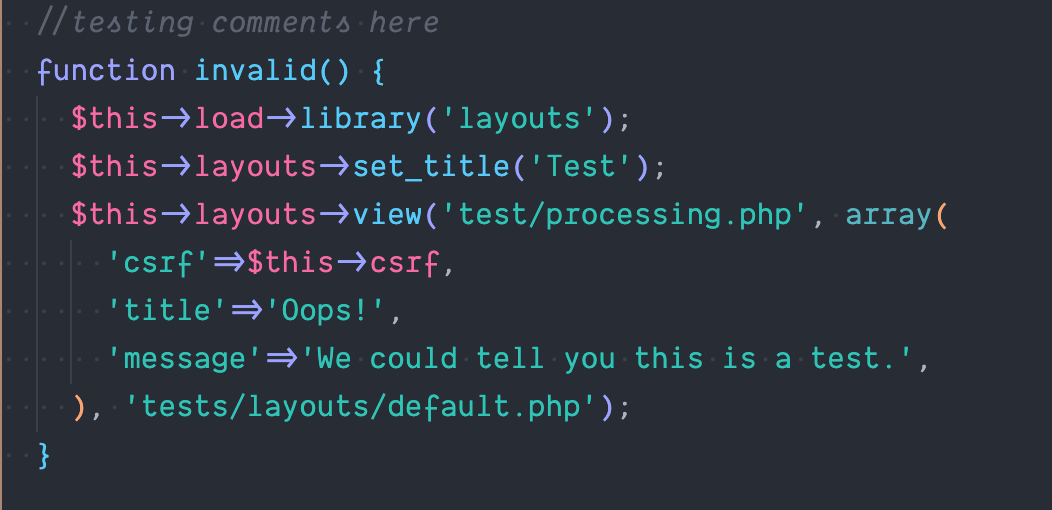 //testing comments here
function invalid() {
$this->load->library('layouts');
$this->layouts->set_title('Test');
$this->layouts->view('test/processing.php', array(
'csrf'=>$this->csrf,
'title'=>'Oops!',
'message'=>'We could tell you this is a test.',
), 'tests/layouts/default.php');
}